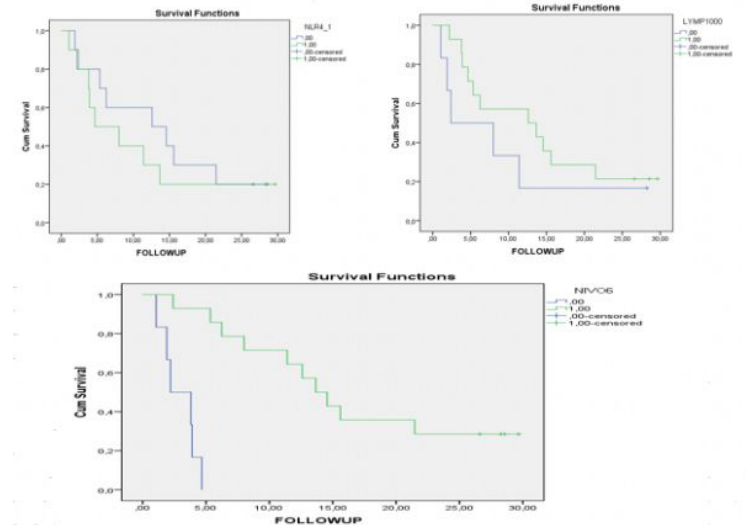 Survival Functions
NLR4_1
,00
1,00
,00-censored
1,00-censored
Cum Survival
1,0
0,8
0,6
0,4
0,2
0,0
,00 5,00 10,00 15,00 20,00 25,00 30,00
FOLLOWUP
Survival Functions
LYMP1000
,00
1,00
,00-censored
1,00-censored
Cum Survival
1,0
0,8
0,6
0,4
0,2
0,0
,00 5,00 10,00 15,00 20,00 25,00 30,00
FOLLOWUP
Survival Functions
NIVO6
,00
1,00
,00-censored
1,00-censored
Cum Survival
1,0
0,8
0,6
0,4
0,2
0,0
,00 5,00 10,00 15,00 20,00 25,00 30,00
FOLLOWUP